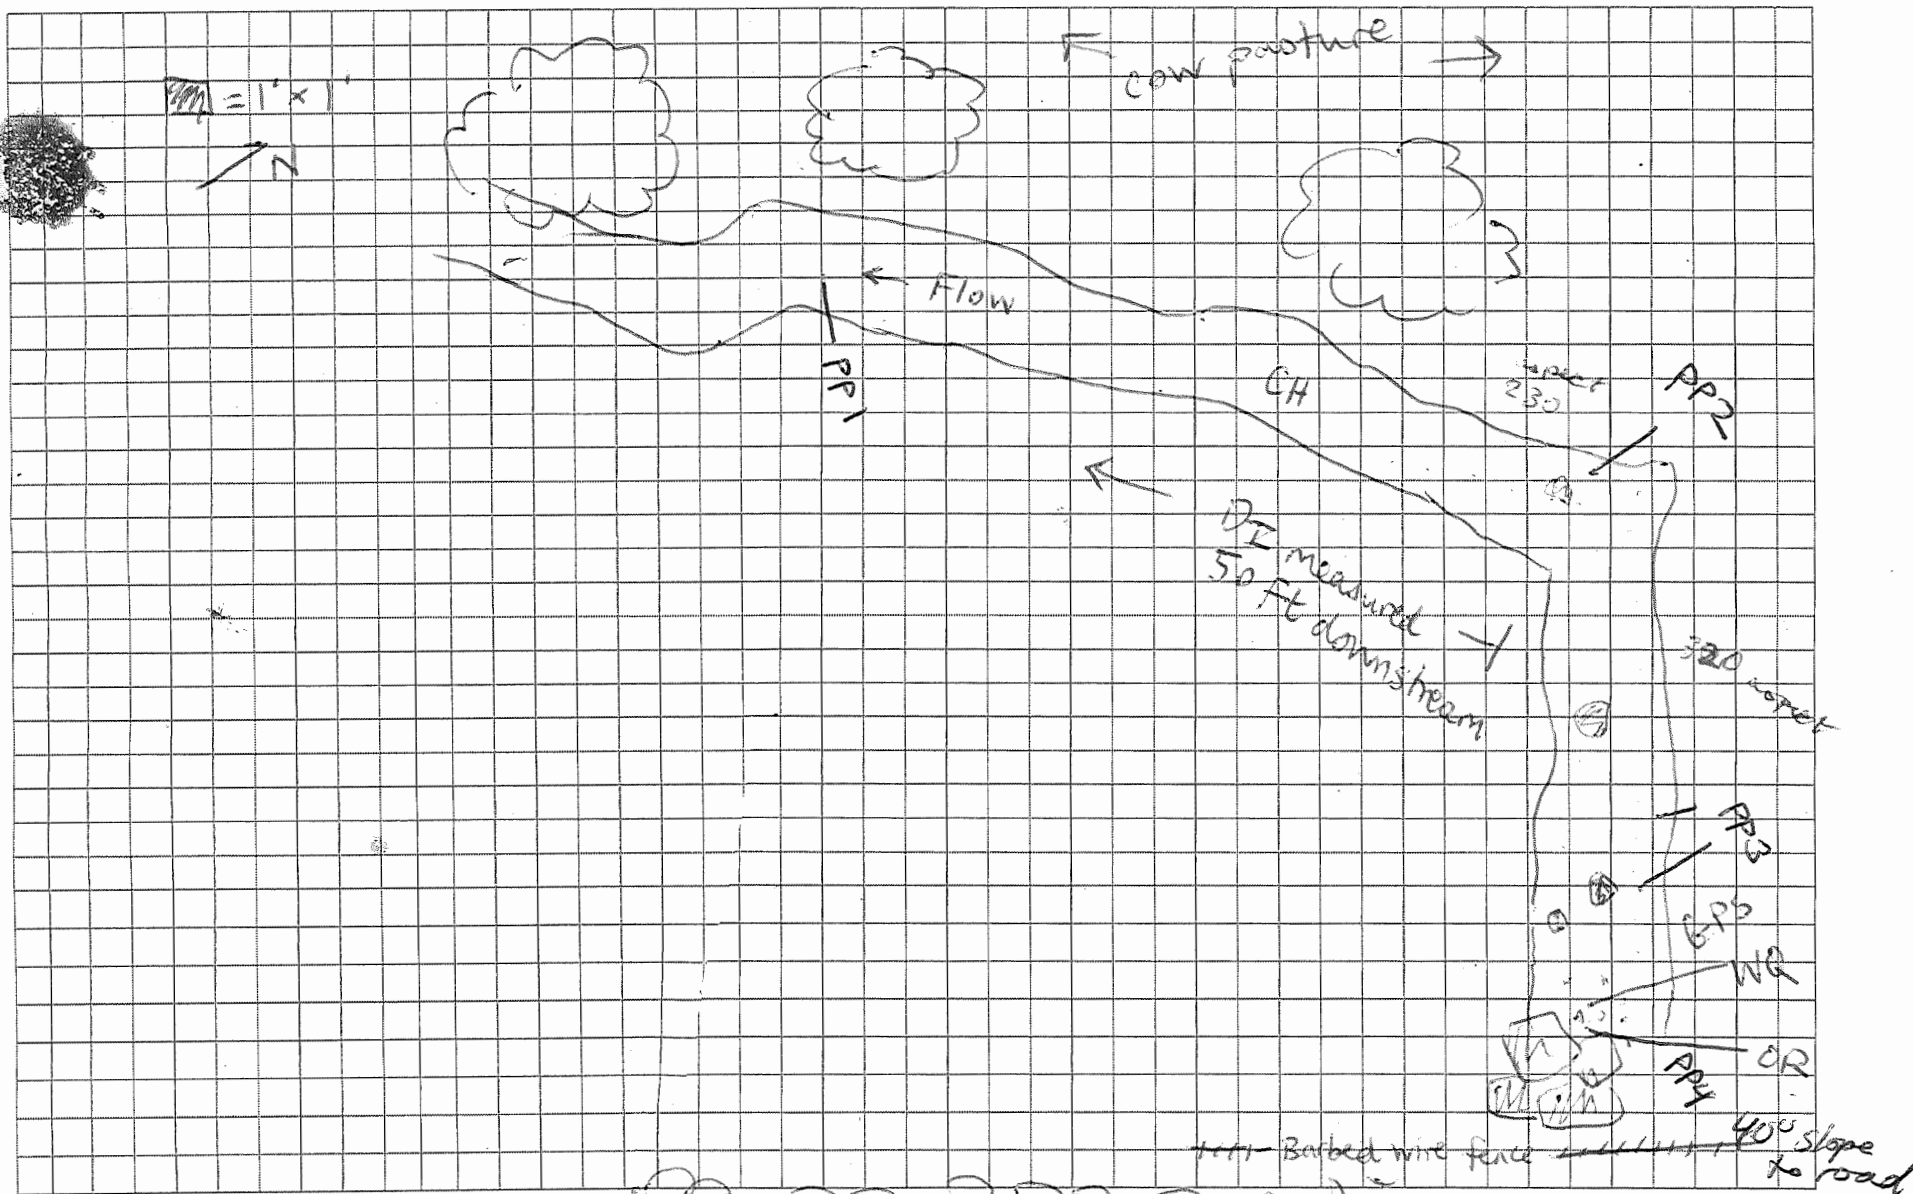 = 1' x 1'
N
← cow pasture →
← Flow
PP1
CH
aspect
230
PP2
DI measured
50 Ft downstream
320 aspect
PP3
GPS
WQ
OR
PP4
Barbed wire fence
40° slope
to road